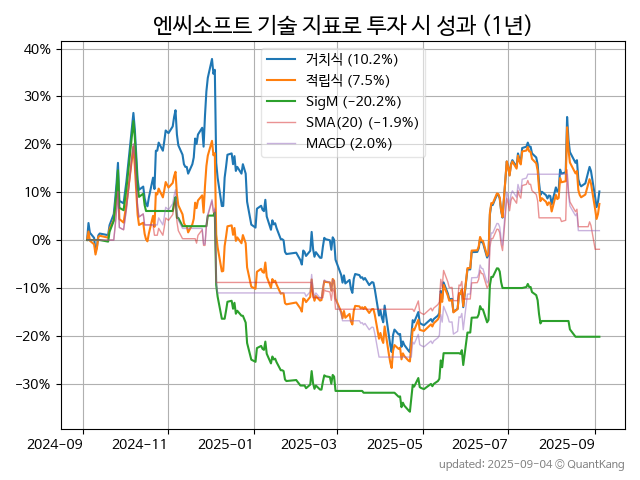 엔씨소프트 기술 지표로 투자 시 성과 (1년)
40%
30%
20%
10%
0%
−10%
−20%
−30%
거치식 (10.2%)
적립식 (7.5%)
SigM (−20.2%)
SMA(20) (−1.9%)
MACD (2.0%)
2024-09
2024-11
2025-01
2025-03
2025-05
2025-07
2025-09
updated: 2025-09-04 © QuantKang